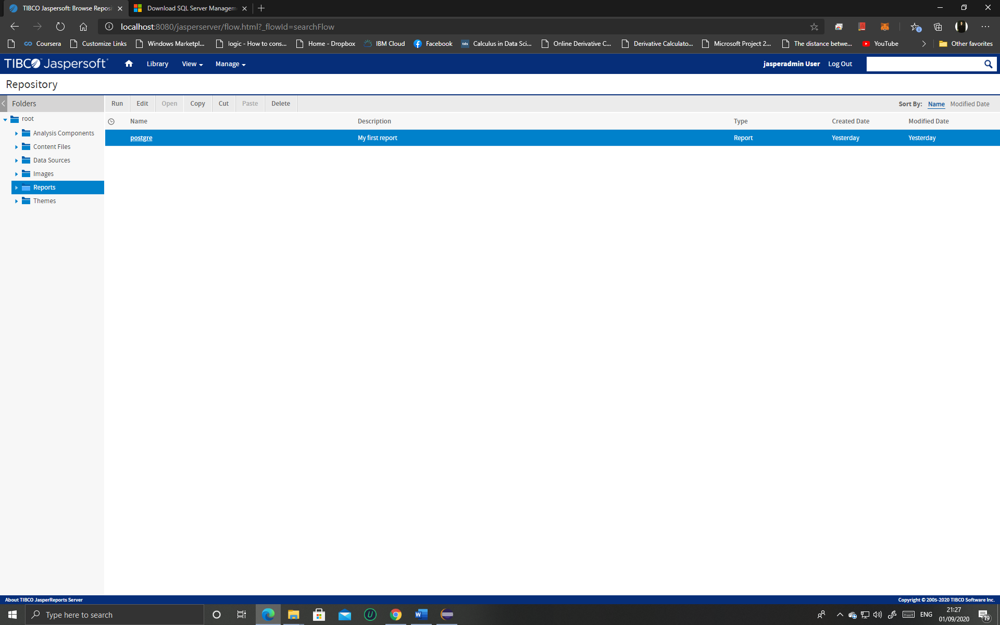 TIBCO Jaspersoft: Browse Reposi
Download SQL Server Managem
localhost:8080/jasperserver/flow.html?_flowId=searchFlow
Coursera
Customize Links
Windows Marketpl...
logic - How to cons...
Home - Dropbox
IBM Cloud
Facebook
tds
Calculus in Data Sci...
Online Derivative C...
Derivative Calculato...
Microsoft Project 2...
The distance betwe...
YouTube
Other favorites
TIBCO Jaspersoft
Library
View
Manage
jasperadmin User
Log Out
Repository
Folders
Run
Edit
Open
Copy
Cut
Paste
Delete
Sort By:
Name
Modified Date
root
Analysis Components
Content Files
Data Sources
Images
Reports
Themes
Name
Description
Type
Created Date
Modified Date
postgre
My first report
Report
Yesterday
Yesterday
About TIBCO JasperReports Server
Copyright © 2005-2020 TIBCO Software Inc.
Type here to search
ENG
21:27
01/09/2020
19